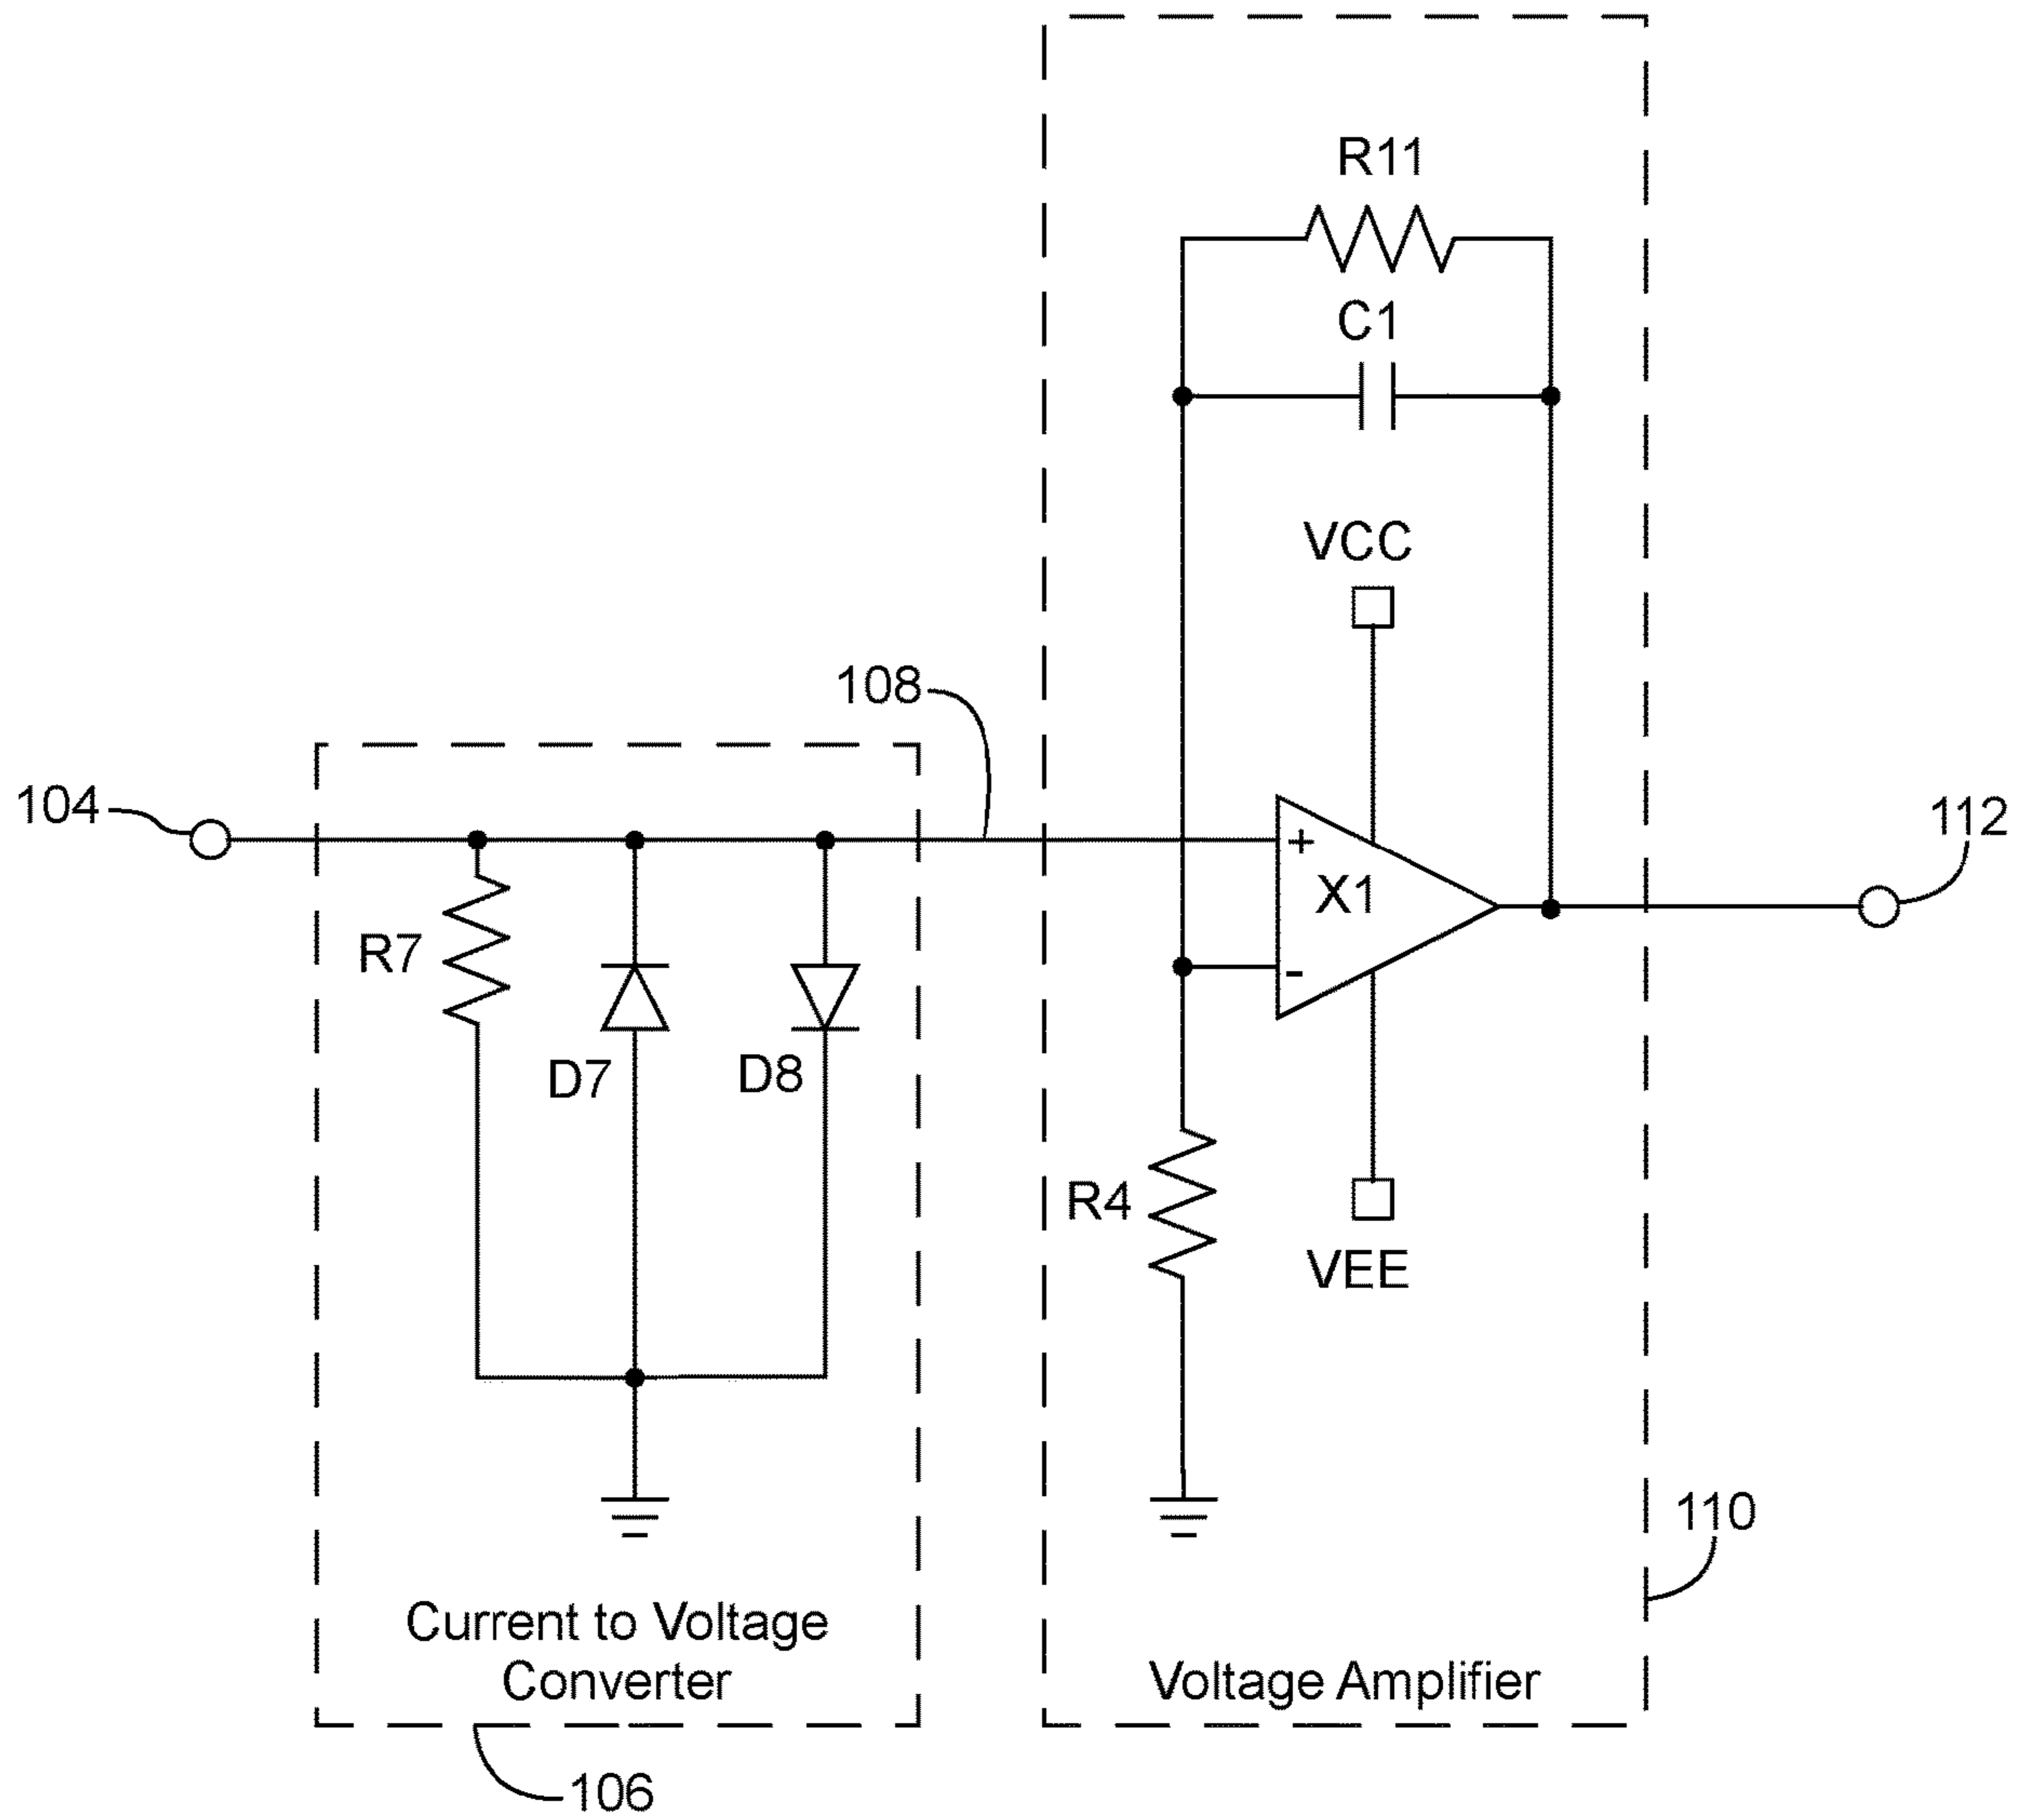 R11
C1
VCC
108
104
112
+
X1
R7
-
D7
D8
R4
VEE
110
Current to Voltage
Converter
Voltage Amplifier
106